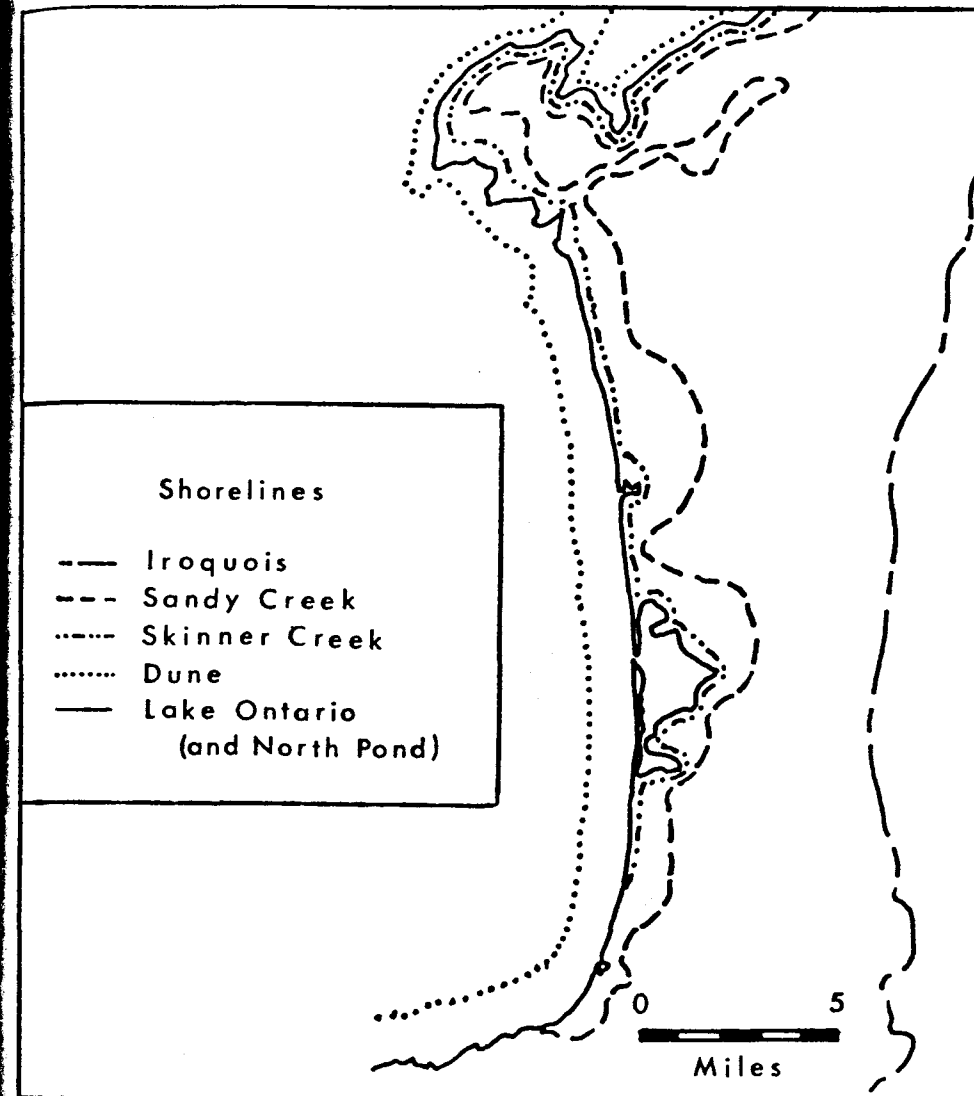 Shorelines
Iroquois
Sandy Creek
Skinner Creek
Dune
Lake Ontario
(and North Pond)
0 5
Miles